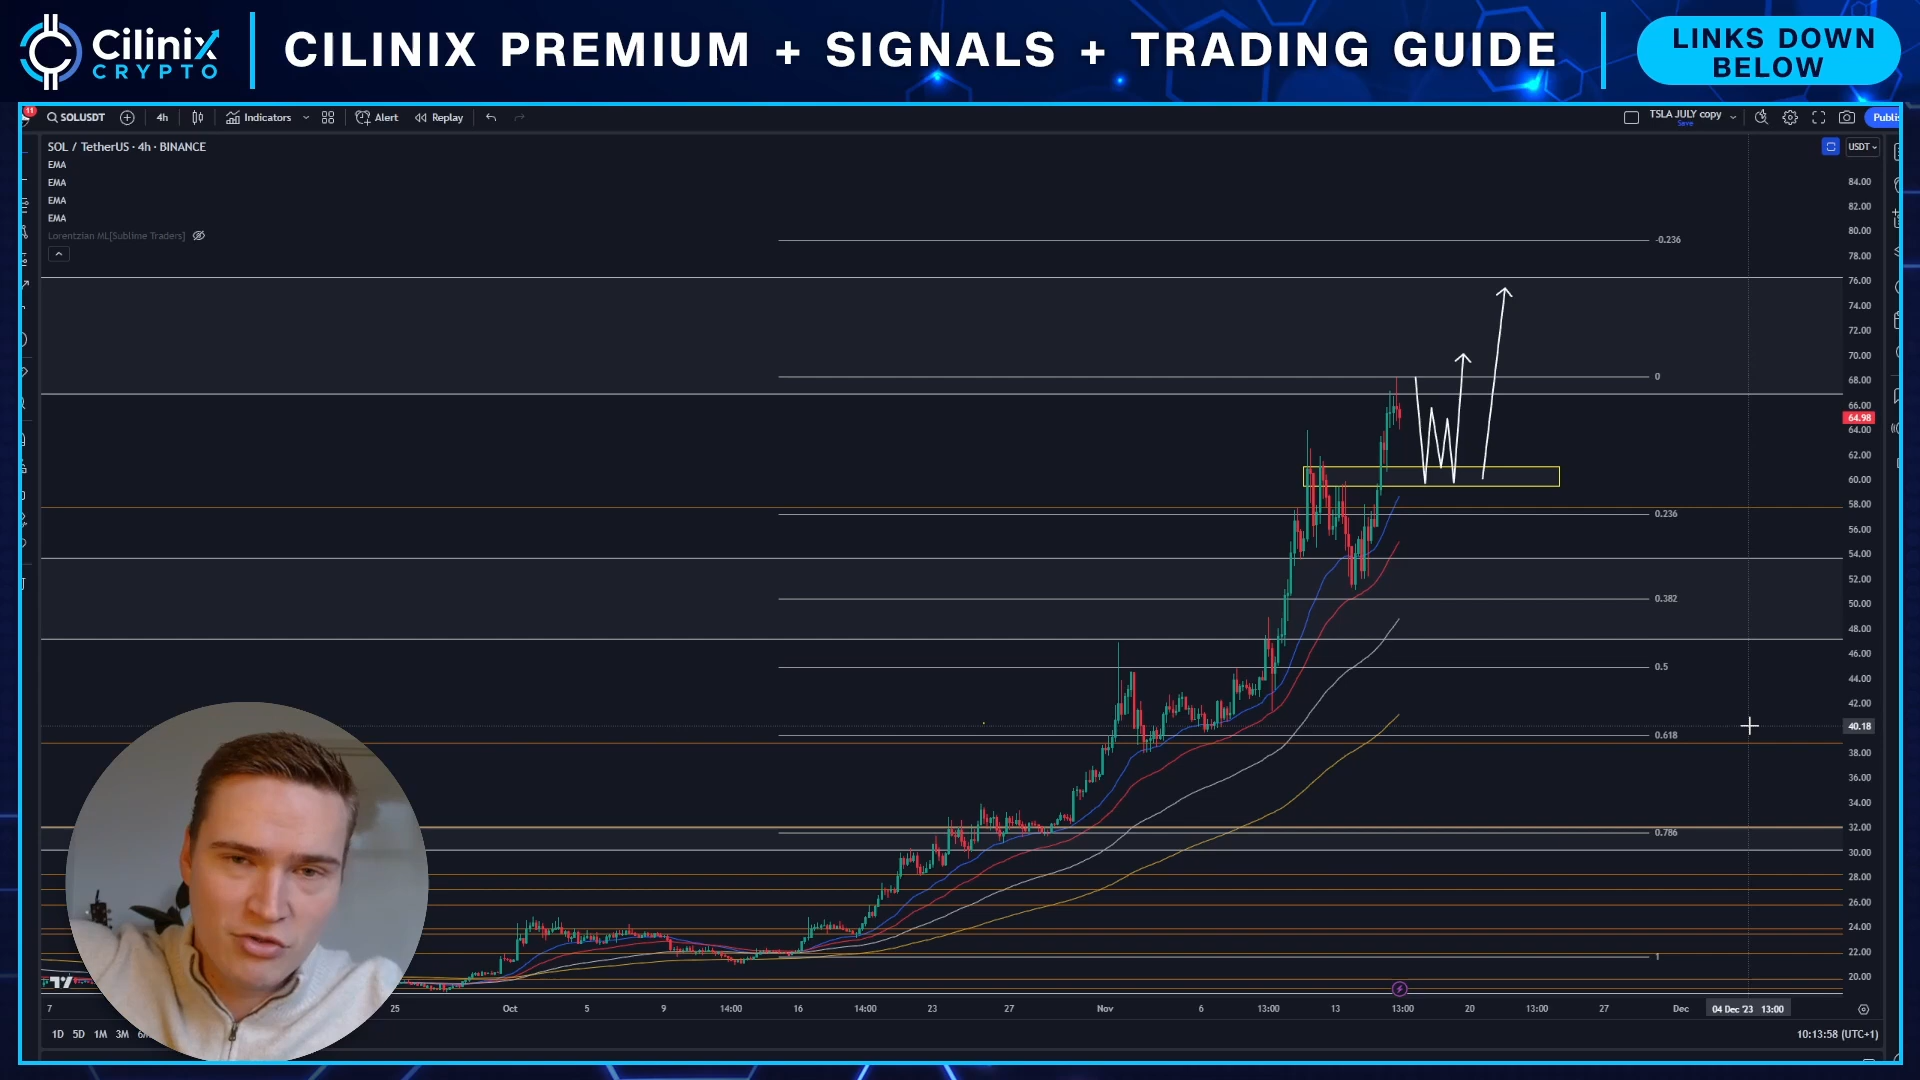 Cilinix
CRYPTO
CILINIX PREMIUM + SIGNALS + TRADING GUIDE
LINKS DOWN
BELOW
11
SOLUSDT
4h
Indicators
Alert
Replay
TSLA JULY copy
Save
SOL / TetherUS · 4h · BINANCE
USDT
EMA
EMA
EMA
EMA
Lorentzian ML[Sublime Traders]
84.00
82.00
80.00
78.00
76.00
74.00
72.00
70.00
68.00
66.00
64.98
64.00
62.00
60.00
58.00
56.00
54.00
52.00
50.00
48.00
46.00
44.00
42.00
40.18
38.00
36.00
34.00
32.00
30.00
28.00
26.00
24.00
22.00
20.00
-0.236
0
0.236
0.382
0.5
0.618
0.786
1
7
25
Oct
5
9
14:00
16
14:00
23
27
Nov
6
13:00
13
13:00
20
13:00
27
Dec
04 Dec '23 13:00
1D 5D 1M 3M
10:13:58 (UTC+1)